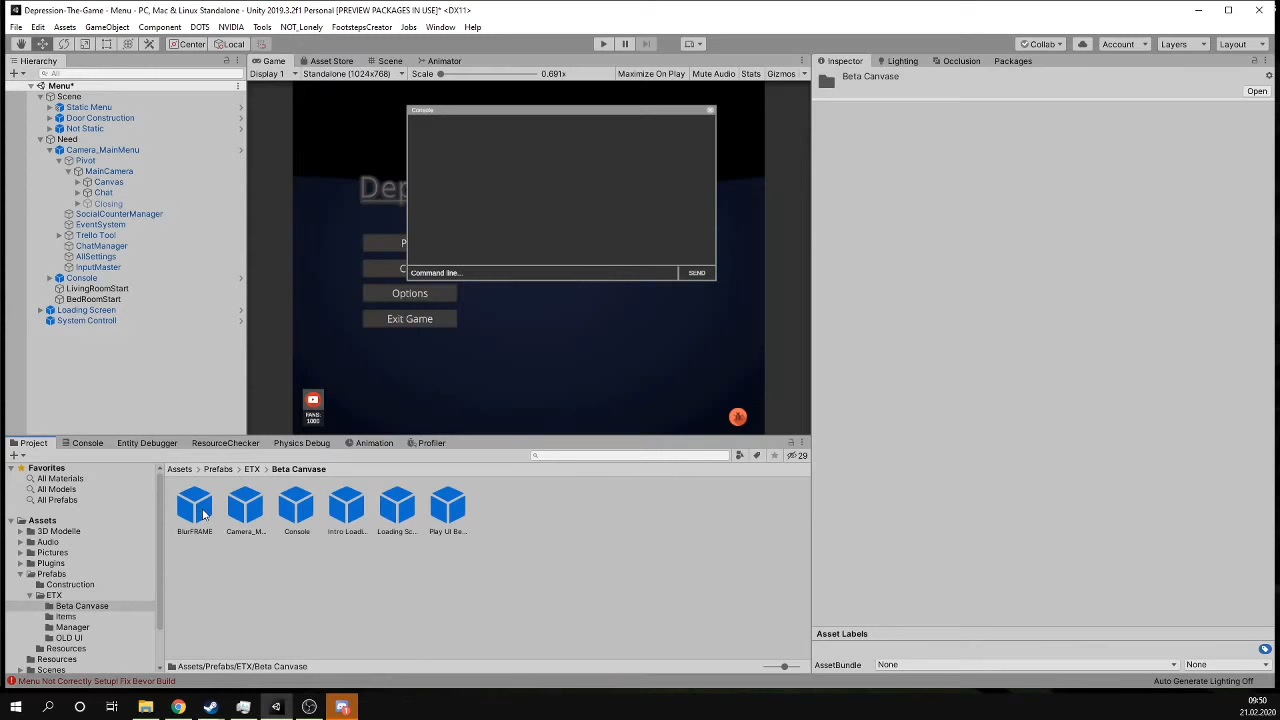 Depression-The-Game - Menu - PC, Mac & Linux Standalone - Unity 2019.3.2f1 Personal [PREVIEW PACKAGES IN USE]* <DX11>
File Edit Assets GameObject Component DOTS NVIDIA Tools NOT_Lonely FootstepsCreator Jobs Window Help
Center Local Collab Account Layers Layout
Hierarchy Game Asset Store Scene Animator Inspector Lighting Occlusion Packages
All Display 1 Standalone (1024x768) Scale 0.691x Maximize On Play Mute Audio Stats Gizmos
Beta Canvase
Open
Menu*
Scene
Static Menu
Door Construction
Not Static
Need
Camera_MainMenu
Pivot
MainCamera
Canvas
Chat
Closing
SocialCounterManager
EventSystem
Trello Tool
ChatManager
AllSettings
InputMaster
Console
LivingRoomStart
BedRoomStart
Loading Screen
System Controll
Console
Dep
P
C
Command line...
SEND
Options
Exit Game
FANS:
1000
Project Console Entity Debugger ResourceChecker Physics Debug Animation Profiler
29
Favorites
All Materials
All Models
All Prefabs
Assets
3D Modelle
Audio
Pictures
Plugins
Prefabs
Construction
ETX
Beta Canvase
Items
Manager
OLD UI
Resources
Resources
Scenes
Assets > Prefabs > ETX > Beta Canvase
BlurFRAME Camera_M... Console Intro Loadi... Loading Sc... Play UI Be...
Assets/Prefabs/ETX/Beta Canvase
Asset Labels
AssetBundle None None
Menu Not Correctly Setup! Fix Bevor Build
Auto Generate Lighting Off
09:50
21.02.2020